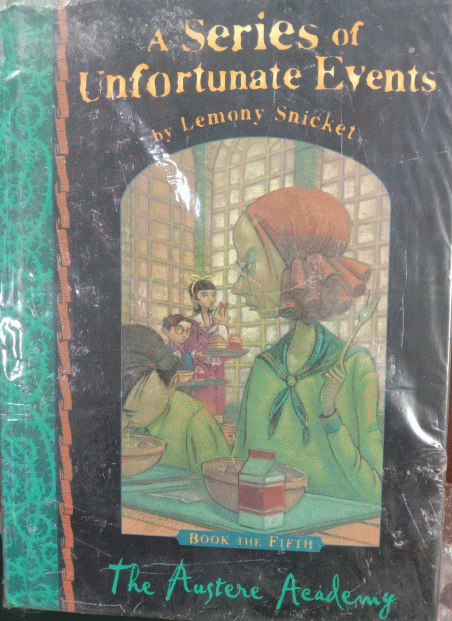 A Series of
Unfortunate Events
by Lemony Snicket
BOOK THE FIFTH
The Austere Academy